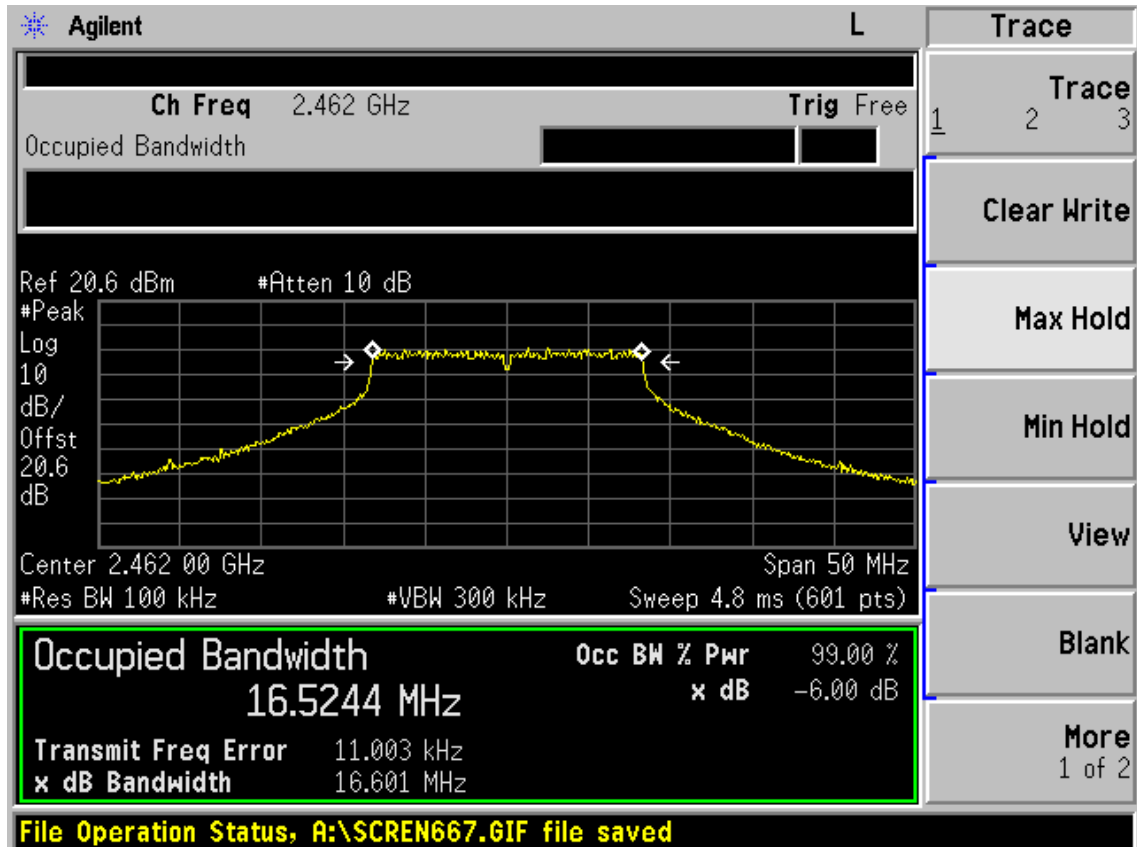 Agilent L
Ch Freq 2.462 GHz Trig Free
Occupied Bandwidth
Ref 20.6 dBm #Atten 10 dB
#Peak
Log
10
dB/
Offst
20.6
dB
Center 2.462 00 GHz Span 50 MHz
#Res BW 100 kHz #VBW 300 kHz Sweep 4.8 ms (601 pts)
Occupied Bandwidth Occ BW % Pwr 99.00 %
16.5244 MHz x dB -6.00 dB
Transmit Freq Error 11.003 kHz
x dB Bandwidth 16.601 MHz
File Operation Status, A:\SCREN667.GIF file saved
Trace
Trace
1 2 3
Clear Write
Max Hold
Min Hold
View
Blank
More
1 of 2